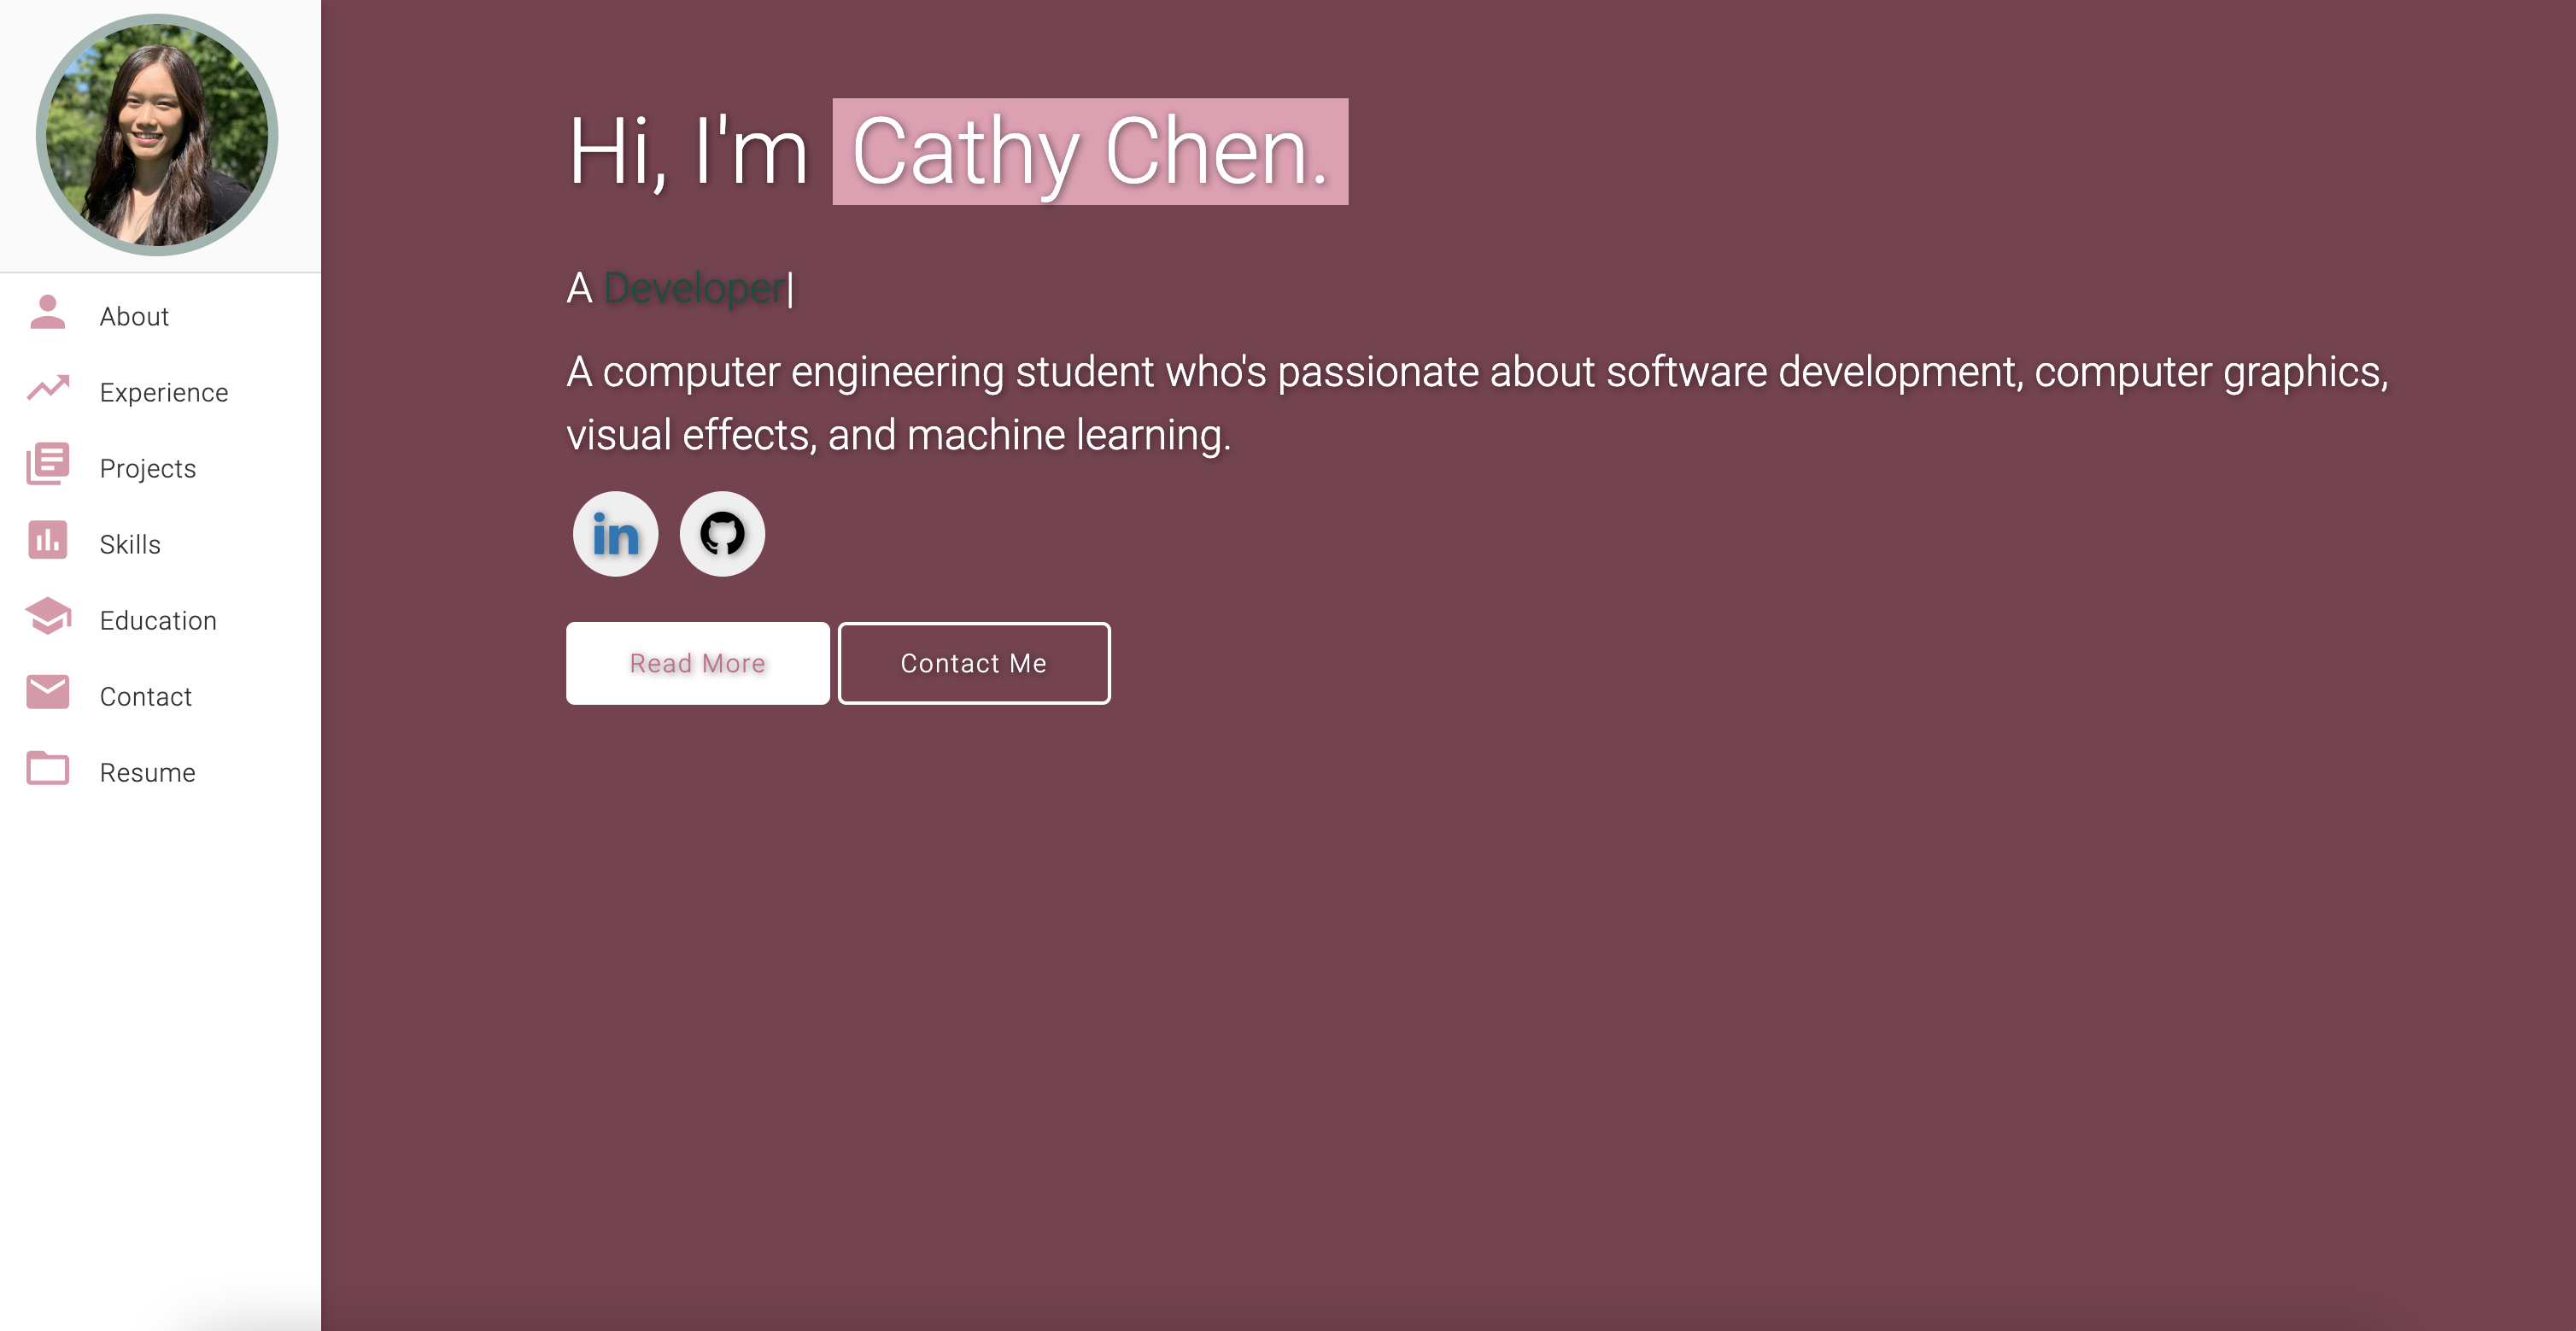 Hi, I'm Cathy Chen.
A Developer|
A computer engineering student who's passionate about software development, computer graphics,
visual effects, and machine learning.
in
Read More
Contact Me
About
Experience
Projects
Skills
Education
Contact
Resume